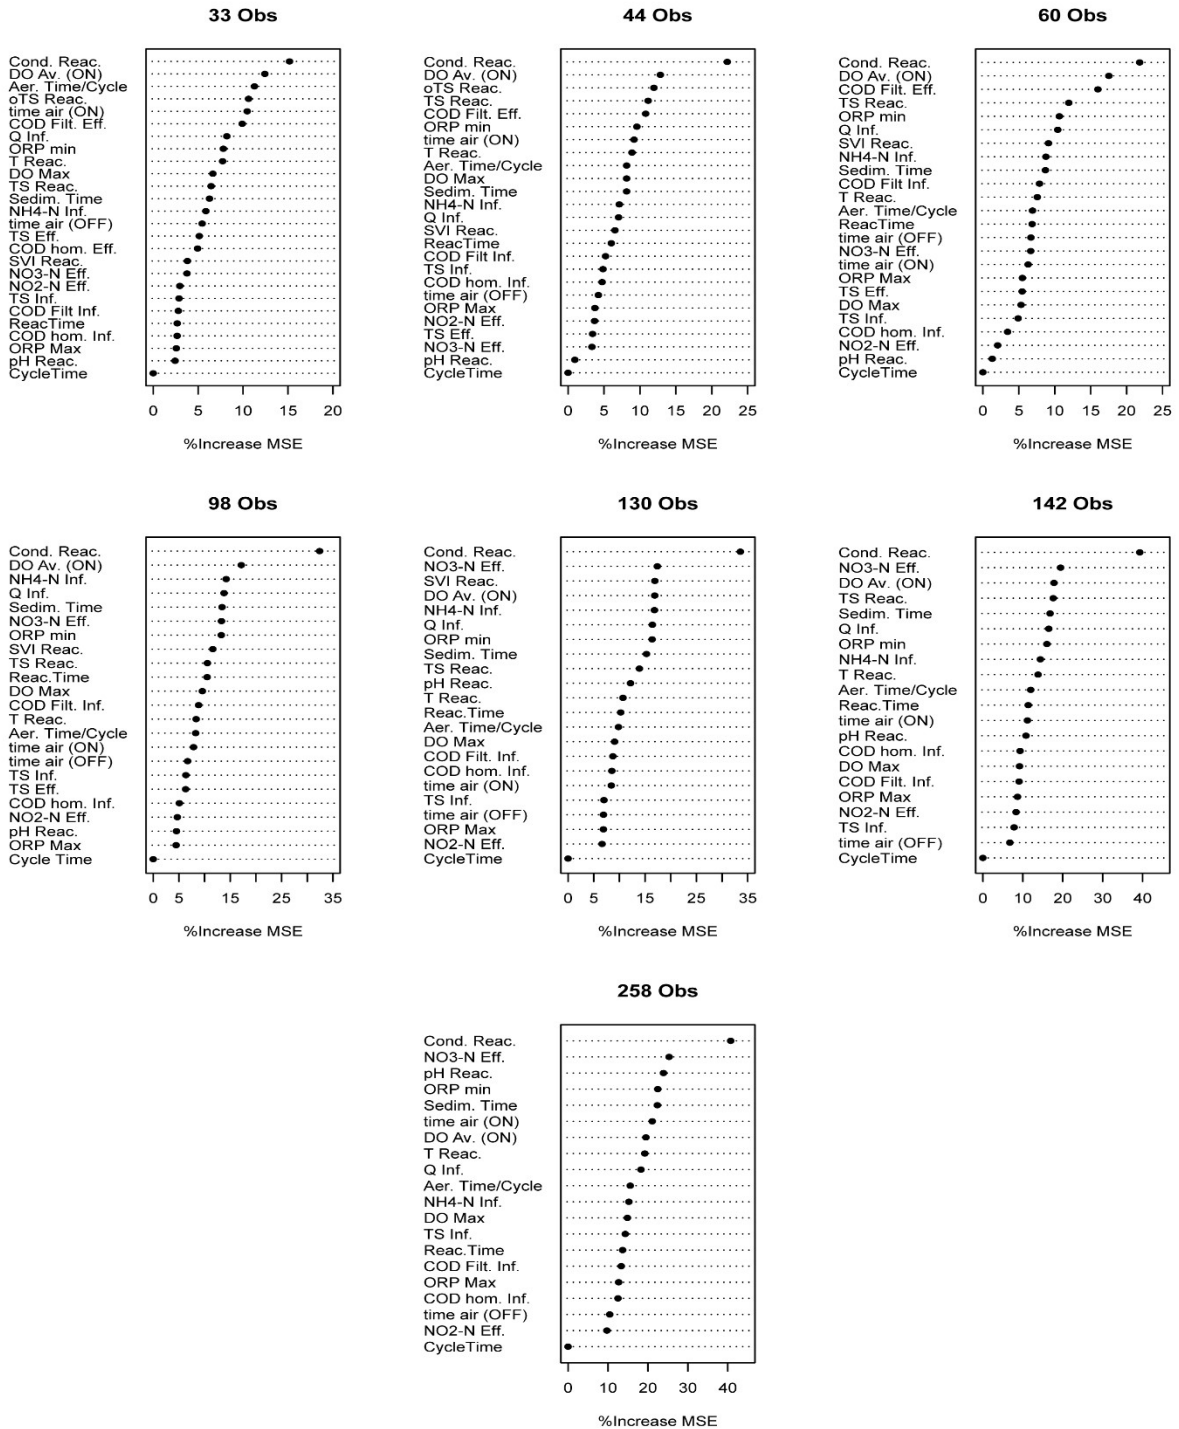 33 Obs
Cond. Reac.
DO Av. (ON)
Aer. Time/Cycle
oTS Reac.
time air (ON)
COD Filt. Eff.
Q Inf.
ORP min
T Reac.
DO Max
TS Reac.
Sedim. Time
NH4-N Inf.
time air (OFF)
TS Eff.
COD hom. Eff.
SVI Reac.
NO3-N Eff.
NO2-N Eff.
TS Inf.
COD Filt Inf.
ReacTime
COD hom. Inf.
ORP Max
pH Reac.
CycleTime
0 5 10 15 20
%Increase MSE
44 Obs
Cond. Reac.
DO Av. (ON)
oTS Reac.
TS Reac.
COD Filt. Eff.
ORP min
time air (ON)
T Reac.
Aer. Time/Cycle
DO Max
Sedim. Time
NH4-N Inf.
Q Inf.
SVI Reac.
ReacTime
COD Filt Inf.
TS Inf.
COD hom. Inf.
time air (OFF)
ORP Max
NO2-N Eff.
TS Eff.
NO3-N Eff.
pH Reac.
CycleTime
0 5 10 15 20 25
%Increase MSE
60 Obs
Cond. Reac.
DO Av. (ON)
COD Filt. Eff.
TS Reac.
ORP min
Q Inf.
SVI Reac.
NH4-N Inf.
Sedim. Time
COD Filt Inf.
T Reac.
Aer. Time/Cycle
ReacTime
time air (OFF)
NO3-N Eff.
time air (ON)
ORP Max
TS Eff.
DO Max
TS Inf.
COD hom. Inf.
NO2-N Eff.
pH Reac.
CycleTime
0 5 10 15 20 25
%Increase MSE
98 Obs
Cond. Reac.
DO Av. (ON)
NH4-N Inf.
Q Inf.
Sedim. Time
NO3-N Eff.
ORP min
SVI Reac.
TS Reac.
Reac.Time
DO Max
COD Filt. Inf.
T Reac.
Aer. Time/Cycle
time air (ON)
time air (OFF)
TS Inf.
TS Eff.
COD hom. Inf.
NO2-N Eff.
pH Reac.
ORP Max
Cycle Time
0 5 15 25 35
%Increase MSE
130 Obs
Cond. Reac.
NO3-N Eff.
SVI Reac.
DO Av. (ON)
NH4-N Inf.
Q Inf.
ORP min
Sedim. Time
TS Reac.
pH Reac.
T Reac.
Reac.Time
Aer. Time/Cycle
DO Max
COD Filt. Inf.
COD hom. Inf.
time air (ON)
TS Inf.
time air (OFF)
ORP Max
NO2-N Eff.
CycleTime
0 5 15 25 35
%Increase MSE
142 Obs
Cond. Reac.
NO3-N Eff.
DO Av. (ON)
TS Reac.
Sedim. Time
Q Inf.
ORP min
NH4-N Inf.
T Reac.
Aer. Time/Cycle
Reac.Time
time air (ON)
pH Reac.
COD hom. Inf.
DO Max
COD Filt. Inf.
ORP Max
NO2-N Eff.
TS Inf.
time air (OFF)
CycleTime
0 10 20 30 40
%Increase MSE
258 Obs
Cond. Reac.
NO3-N Eff.
pH Reac.
ORP min
Sedim. Time
time air (ON)
DO Av. (ON)
T Reac.
Q Inf.
Aer. Time/Cycle
NH4-N Inf.
DO Max
TS Inf.
Reac.Time
COD Filt. Inf.
ORP Max
COD hom. Inf.
time air (OFF)
NO2-N Eff.
CycleTime
0 10 20 30 40
%Increase MSE